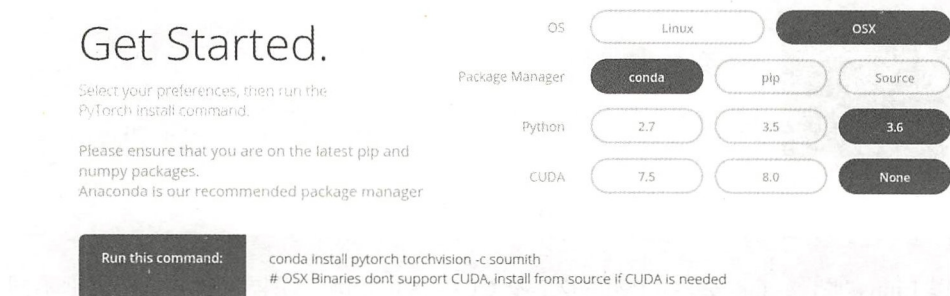 Get Started.
Select your preferences, then run the
PyTorch install command.
Please ensure that you are on the latest pip and
numpy packages.
Anaconda is our recommended package manager
OS Linux OSX
Package Manager conda pip Source
Python 2.7 3.5 3.6
CUDA 7.5 8.0 None
Run this command: conda install pytorch torchvision -c soumith
# OSX Binaries dont support CUDA, install from source if CUDA is needed